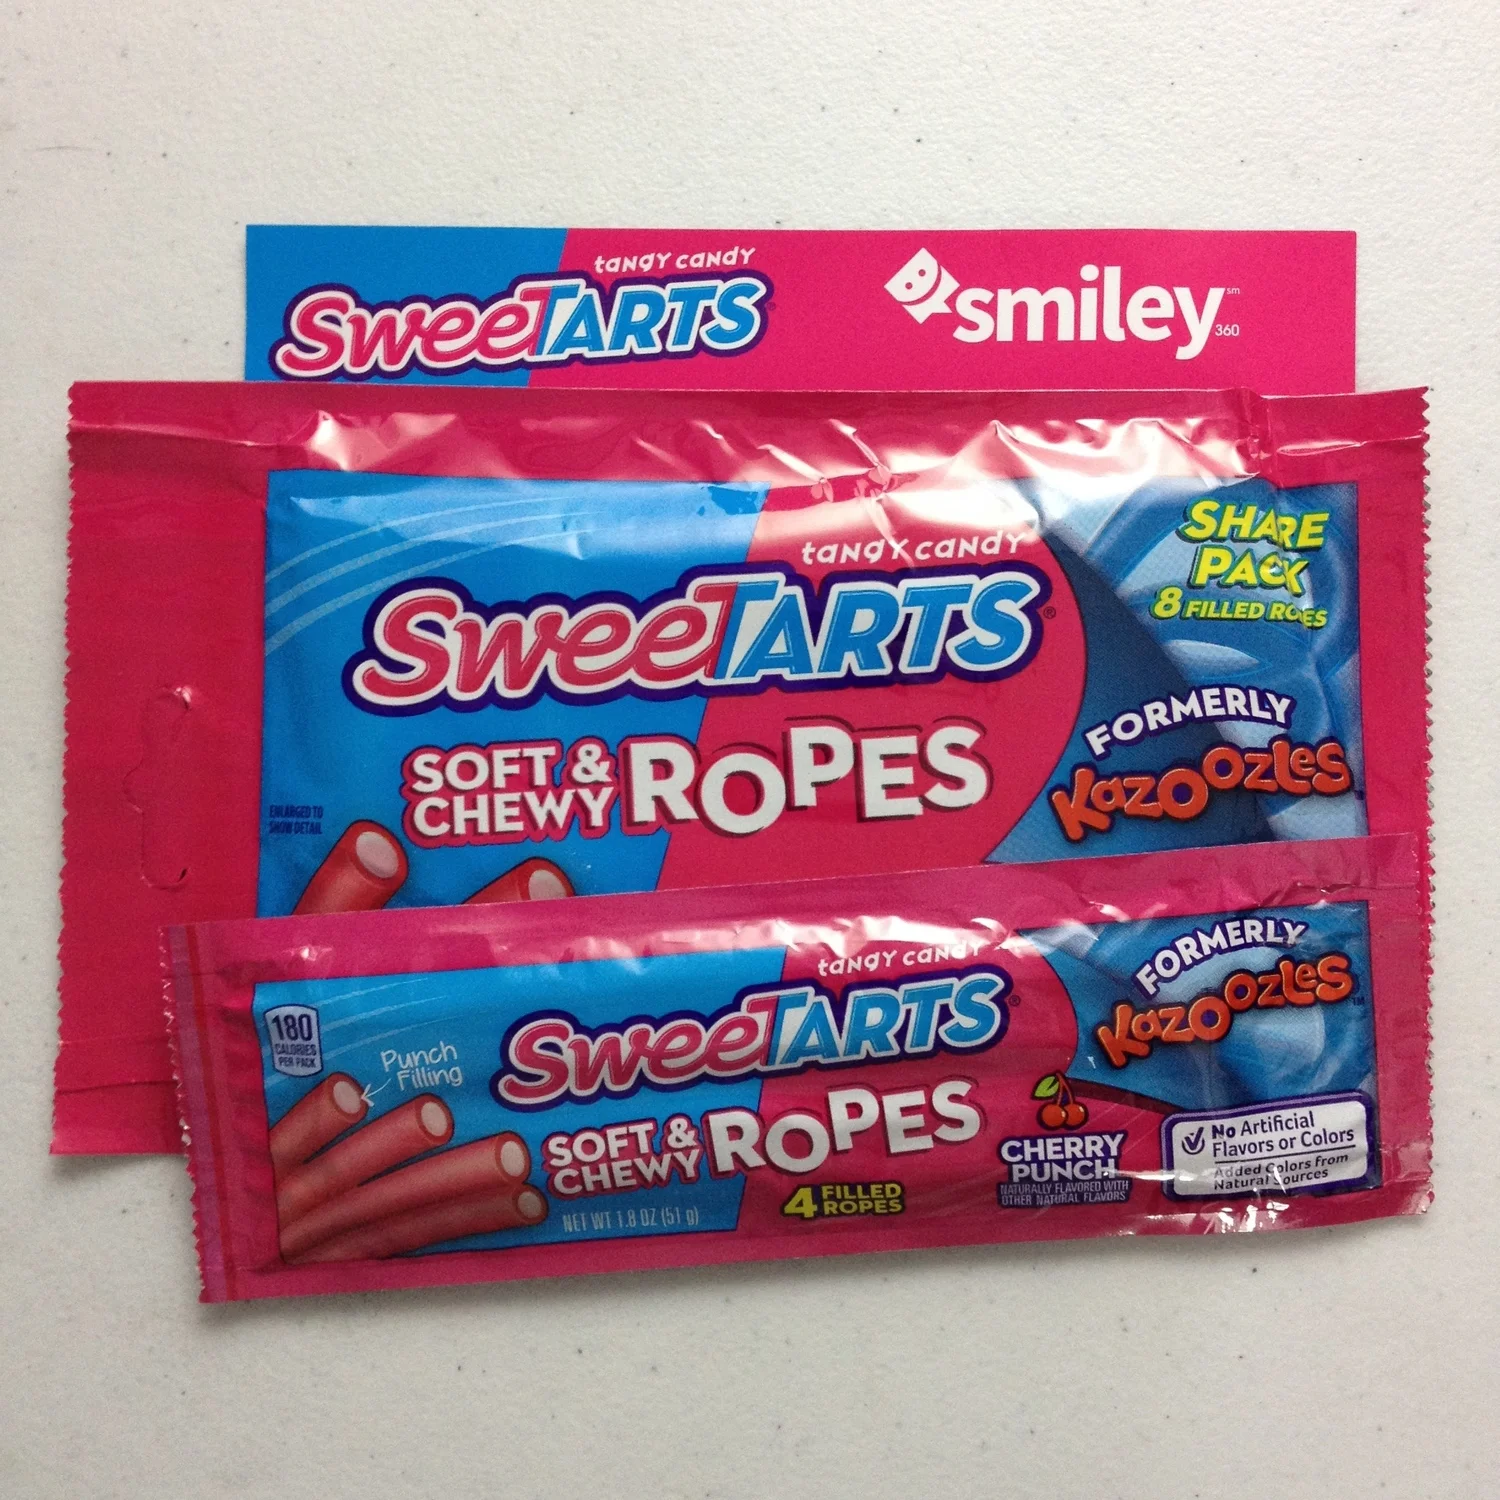 tangy candy
SweeTARTS
smiley℠
360
tangy candy
SweeTARTS®
SOFT & CHEWY ROPES
SHARE
PACK
8 FILLED ROPES
FORMERLY
Kazoozles
ENLARGED TO
SHOW DETAIL
180
CALORIES
PER PACK
Punch
Filling
tangy candy
SweeTARTS®
SOFT & CHEWY ROPES
4 FILLED ROPES
NET WT 1.8 OZ (51 g)
FORMERLY
Kazoozles™
CHERRY
PUNCH
NATURALLY FLAVORED WITH
OTHER NATURAL FLAVORS
No Artificial
Flavors or Colors
Added Colors from
Natural Sources